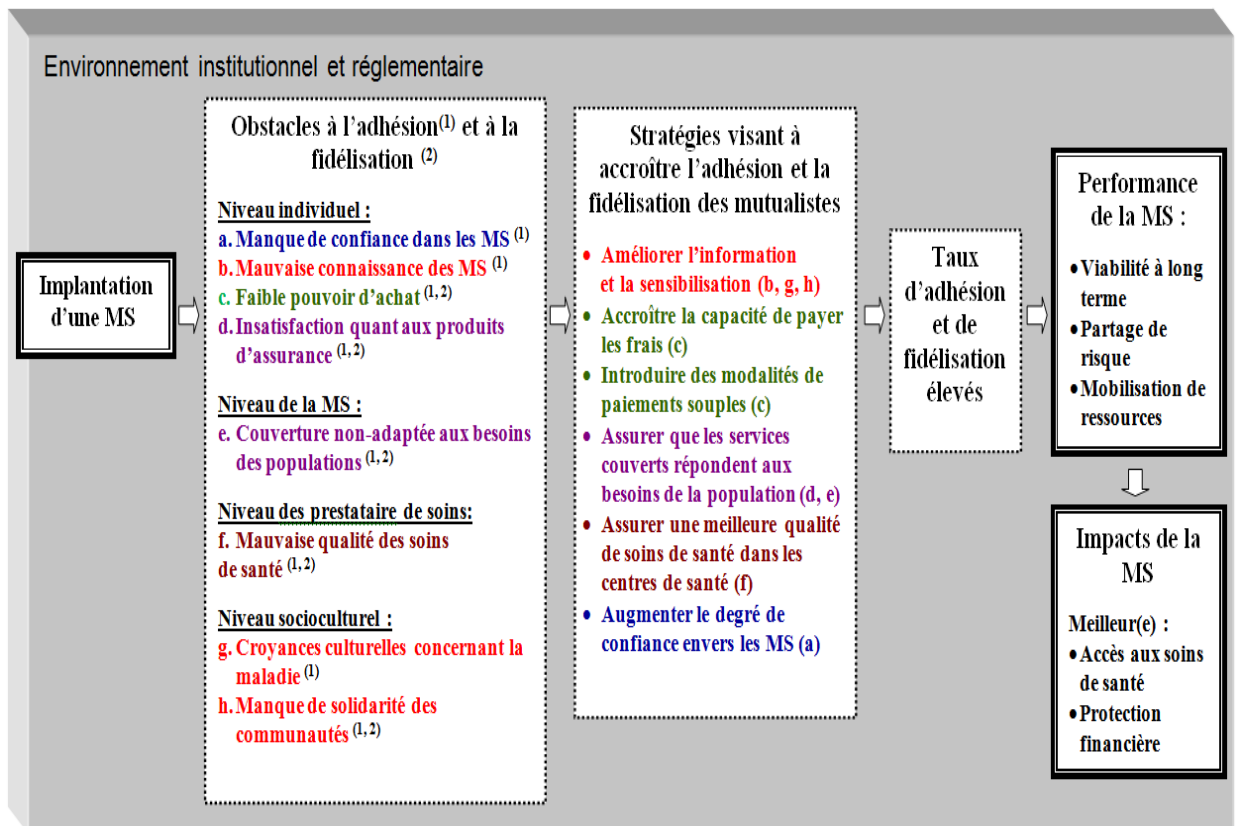 Environnement institutionnel et réglementaire
Implantation
d'une MS
Obstacles à l'adhésion(1) et à la
fidélisation (2)
Niveau individuel :
a. Manque de confiance dans les MS (1)
b. Mauvaise connaissance des MS (1)
c. Faible pouvoir d'achat (1, 2)
d. Insatisfaction quant aux produits
d'assurance (1, 2)
Niveau de la MS :
e. Couverture non-adaptée aux besoins
des populations (1, 2)
Niveau des prestataire de soins:
f. Mauvaise qualité des soins
de santé (1, 2)
Niveau socioculturel :
g. Croyances culturelles concernant la
maladie (1)
h. Manque de solidarité des
communautés (1, 2)
Stratégies visant à
accroître l'adhésion et la
fidélisation des mutualistes
• Améliorer l'information
et la sensibilisation (b, g, h)
• Accroître la capacité de payer
les frais (c)
• Introduire des modalités de
paiements souples (c)
• Assurer que les services
couverts répondent aux
besoins de la population (d, e)
• Assurer une meilleure qualité
de soins de santé dans les
centres de santé (f)
• Augmenter le degré de
confiance envers les MS (a)
Taux
d'adhésion
et de
fidélisation
élevés
Performance
de la MS :
• Viabilité à long
terme
• Partage de
risque
• Mobilisation de
ressources
Impacts de la
MS
Meilleur(e) :
• Accès aux soins
de santé
• Protection
financière